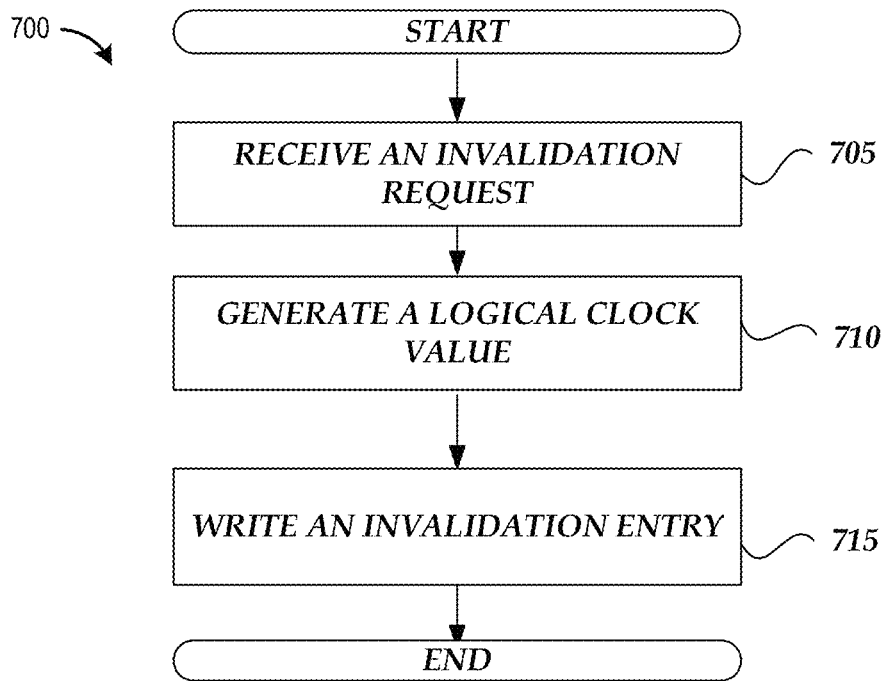 700
START
RECEIVE AN INVALIDATION
REQUEST
705
GENERATE A LOGICAL CLOCK
VALUE
710
WRITE AN INVALIDATION ENTRY
715
END